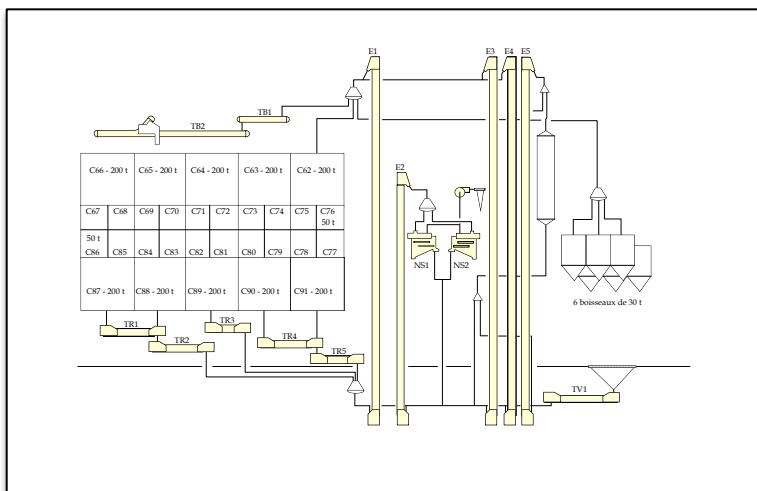 E1
E3 E4 E5
TB1
TB2
C66 - 200 t C65 - 200 t C64 - 200 t C63 - 200 t C62 - 200 t
E2
C67 C68 C69 C70 C71 C72 C73 C74 C75 C76
50 t
50 t
C86 C85 C84 C83 C82 C81 C80 C79 C78 C77
NS1 NS2
C87 - 200 t C88 - 200 t C89 - 200 t C90 - 200 t C91 - 200 t
6 boisseaux de 30 t
TR1
TR3
TR2
TR4
TR5
TV1